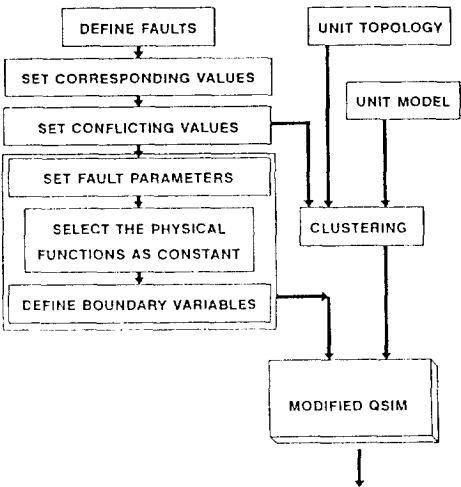 DEFINE FAULTS
UNIT TOPOLOGY
SET CORRESPONDING VALUES
UNIT MODEL
SET CONFLICTING VALUES
SET FAULT PARAMETERS
SELECT THE PHYSICAL
FUNCTIONS AS CONSTANT
CLUSTERING
DEFINE BOUNDARY VARIABLES
MODIFIED QSIM